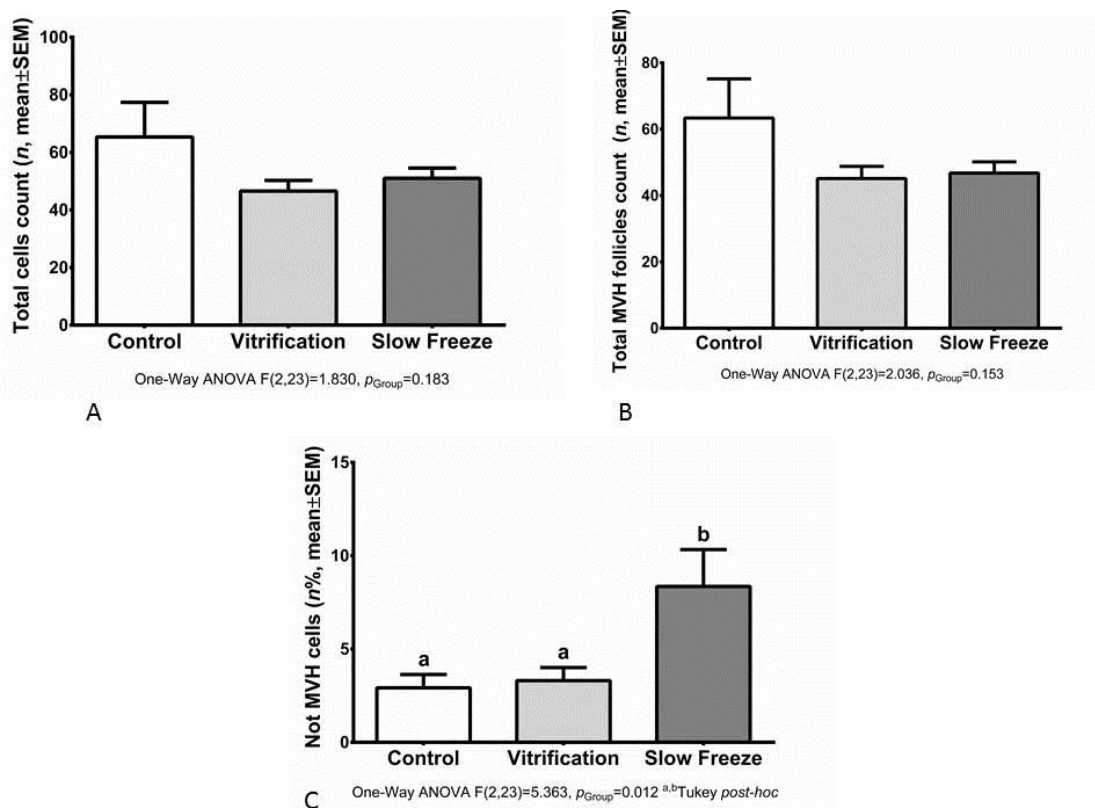 Total cells count (n, mean±SEM)
100
80
60
40
20
0
Control Vitrification Slow Freeze
One-Way ANOVA F(2,23)=1.830, pGroup=0.183
A
Total MVH follicles count (n, mean±SEM)
80
60
40
20
0
Control Vitrification Slow Freeze
One-Way ANOVA F(2,23)=2.036, pGroup=0.153
B
Not MVH cells (n%, mean±SEM)
15
10
5
0
a
a
b
Control Vitrification Slow Freeze
One-Way ANOVA F(2,23)=5.363, pGroup=0.012 a,bTukey post-hoc
C